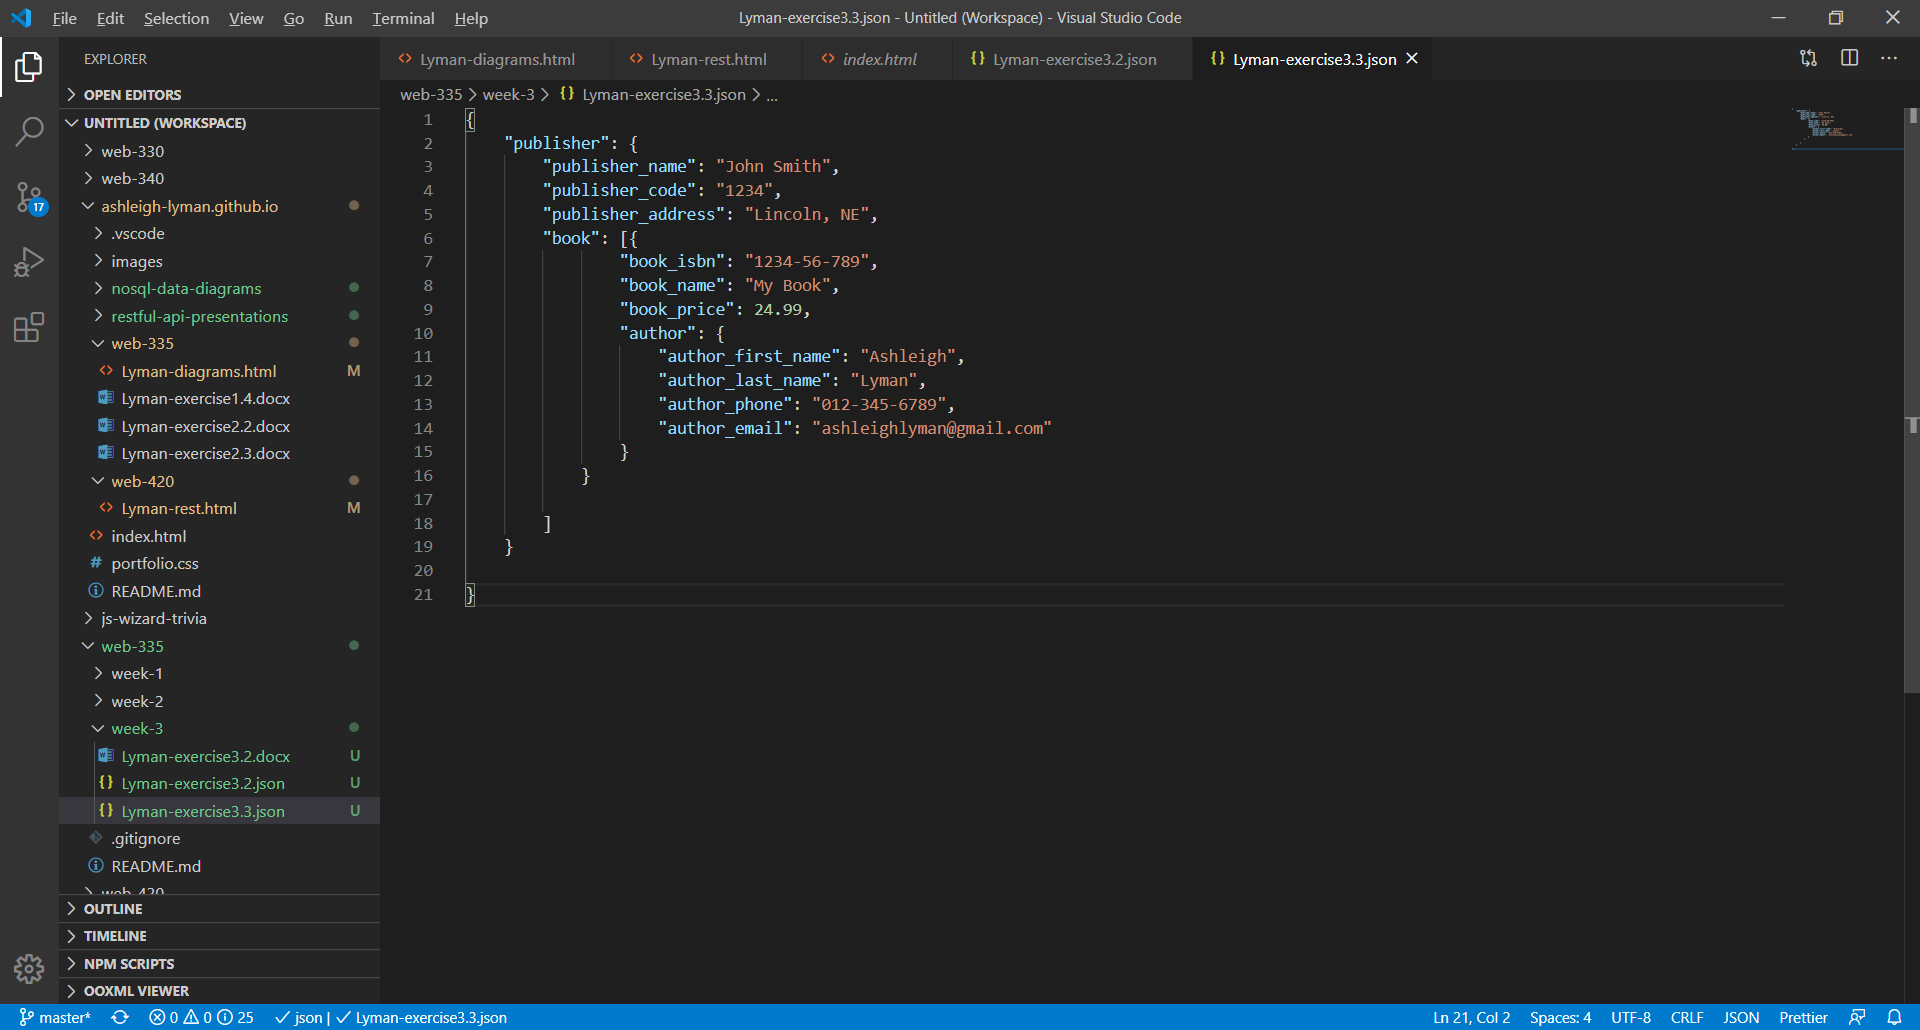 File Edit Selection View Go Run Terminal Help
Lyman-exercise3.3.json - Untitled (Workspace) - Visual Studio Code
EXPLORER
OPEN EDITORS
UNTITLED (WORKSPACE)
web-330
web-340
ashleigh-lyman.github.io
.vscode
images
nosql-data-diagrams
restful-api-presentations
web-335
Lyman-diagrams.html M
Lyman-exercise1.4.docx
Lyman-exercise2.2.docx
Lyman-exercise2.3.docx
web-420
Lyman-rest.html M
index.html
portfolio.css
README.md
js-wizard-trivia
web-335
week-1
week-2
week-3
Lyman-exercise3.2.docx U
Lyman-exercise3.2.json U
Lyman-exercise3.3.json U
.gitignore
README.md
web-420
OUTLINE
TIMELINE
NPM SCRIPTS
OOXML VIEWER
17
Lyman-diagrams.html Lyman-rest.html index.html Lyman-exercise3.2.json Lyman-exercise3.3.json
web-335 > week-3 > {} Lyman-exercise3.3.json > ...
1 {
2 "publisher": {
3 "publisher_name": "John Smith",
4 "publisher_code": "1234",
5 "publisher_address": "Lincoln, NE",
6 "book": [{
7 "book_isbn": "1234-56-789",
8 "book_name": "My Book",
9 "book_price": 24.99,
10 "author": {
11 "author_first_name": "Ashleigh",
12 "author_last_name": "Lyman",
13 "author_phone": "012-345-6789",
14 "author_email": "ashleighlyman@gmail.com"
15 }
16 }
17
18 ]
19 }
20
21 }
master* 0 0 25 json | Lyman-exercise3.3.json Ln 21, Col 2 Spaces: 4 UTF-8 CRLF JSON Prettier